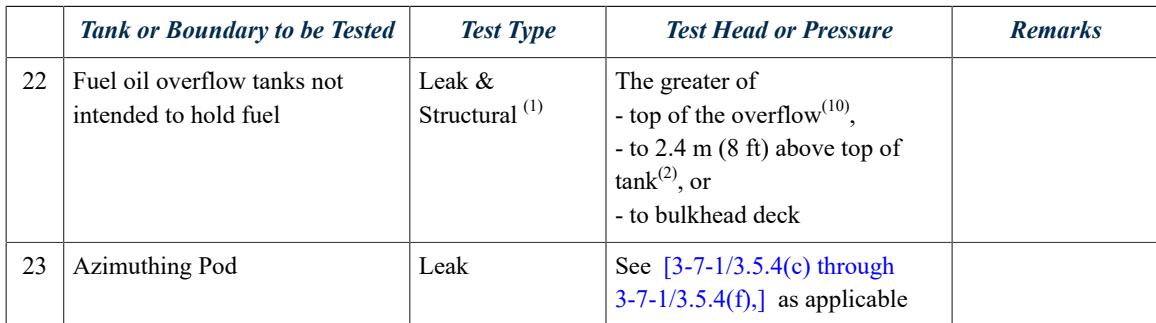 Tank or Boundary to be Tested Test Type Test Head or Pressure Remarks
22 Fuel oil overflow tanks not intended to hold fuel
Leak & Structural (1)
The greater of
- top of the overflow(10),
- to 2.4 m (8 ft) above top of
tank(2), or
- to bulkhead deck
23 Azimuthing Pod
Leak
See [3-7-1/3.5.4(c) through
3-7-1/3.5.4(f),] as applicable